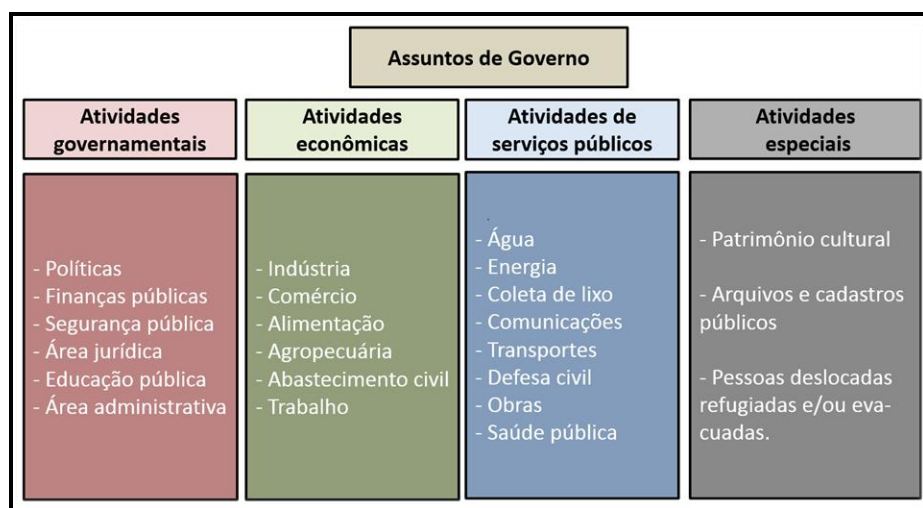 Assuntos de Governo
Atividades
governamentais
- Políticas
- Finanças públicas
- Segurança pública
- Área jurídica
- Educação pública
- Área administrativa
Atividades
econômicas
- Indústria
- Comércio
- Alimentação
- Agropecuária
- Abastecimento civil
- Trabalho
Atividades de
serviços públicos
- Água
- Energia
- Coleta de lixo
- Comunicações
- Transportes
- Defesa civil
- Obras
- Saúde pública
Atividades
especiais
- Patrimônio cultural
- Arquivos e cadastros
públicos
- Pessoas deslocadas
refugiadas e/ou eva-
cuadas.